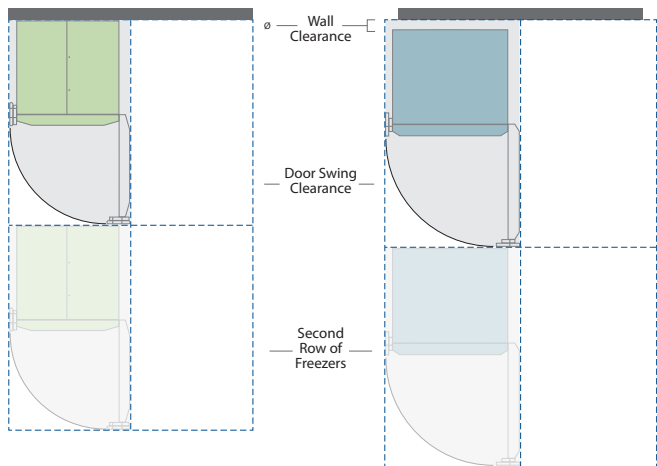 ø
Wall
Clearance
Door Swing
Clearance
Second
Row of
Freezers